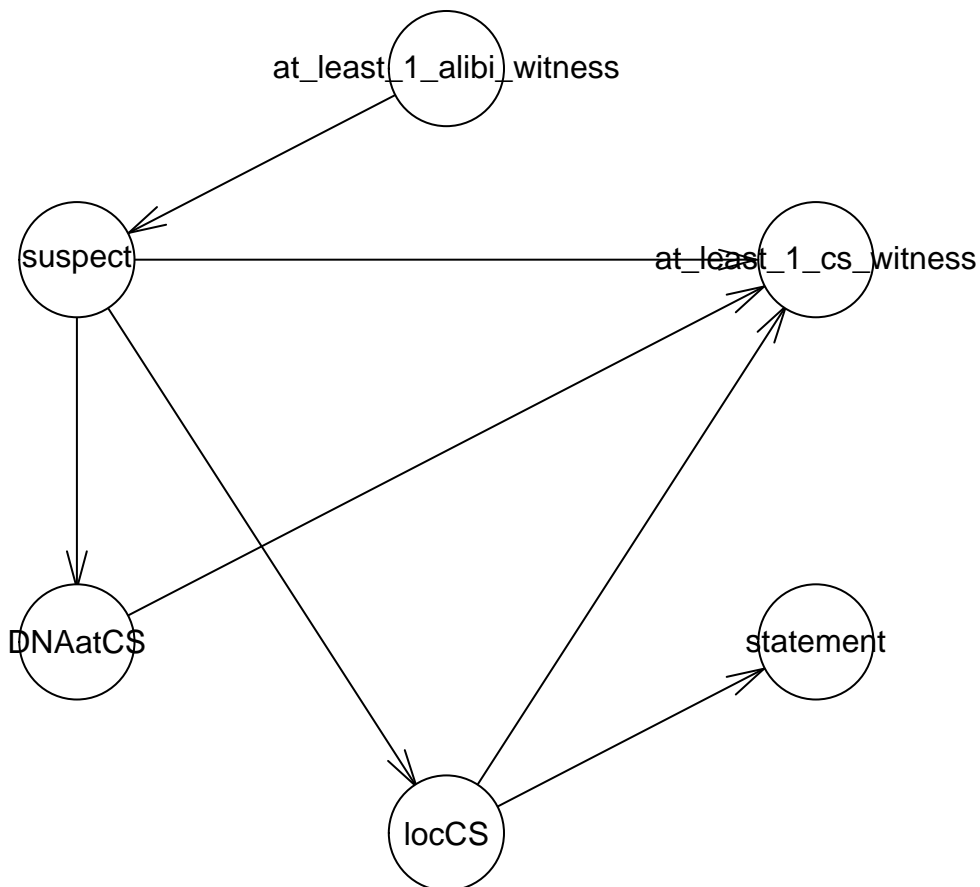 at_least_1_alibi_witness
suspect
at_least_1_cs_witness
DNAatCS
statement
locCS